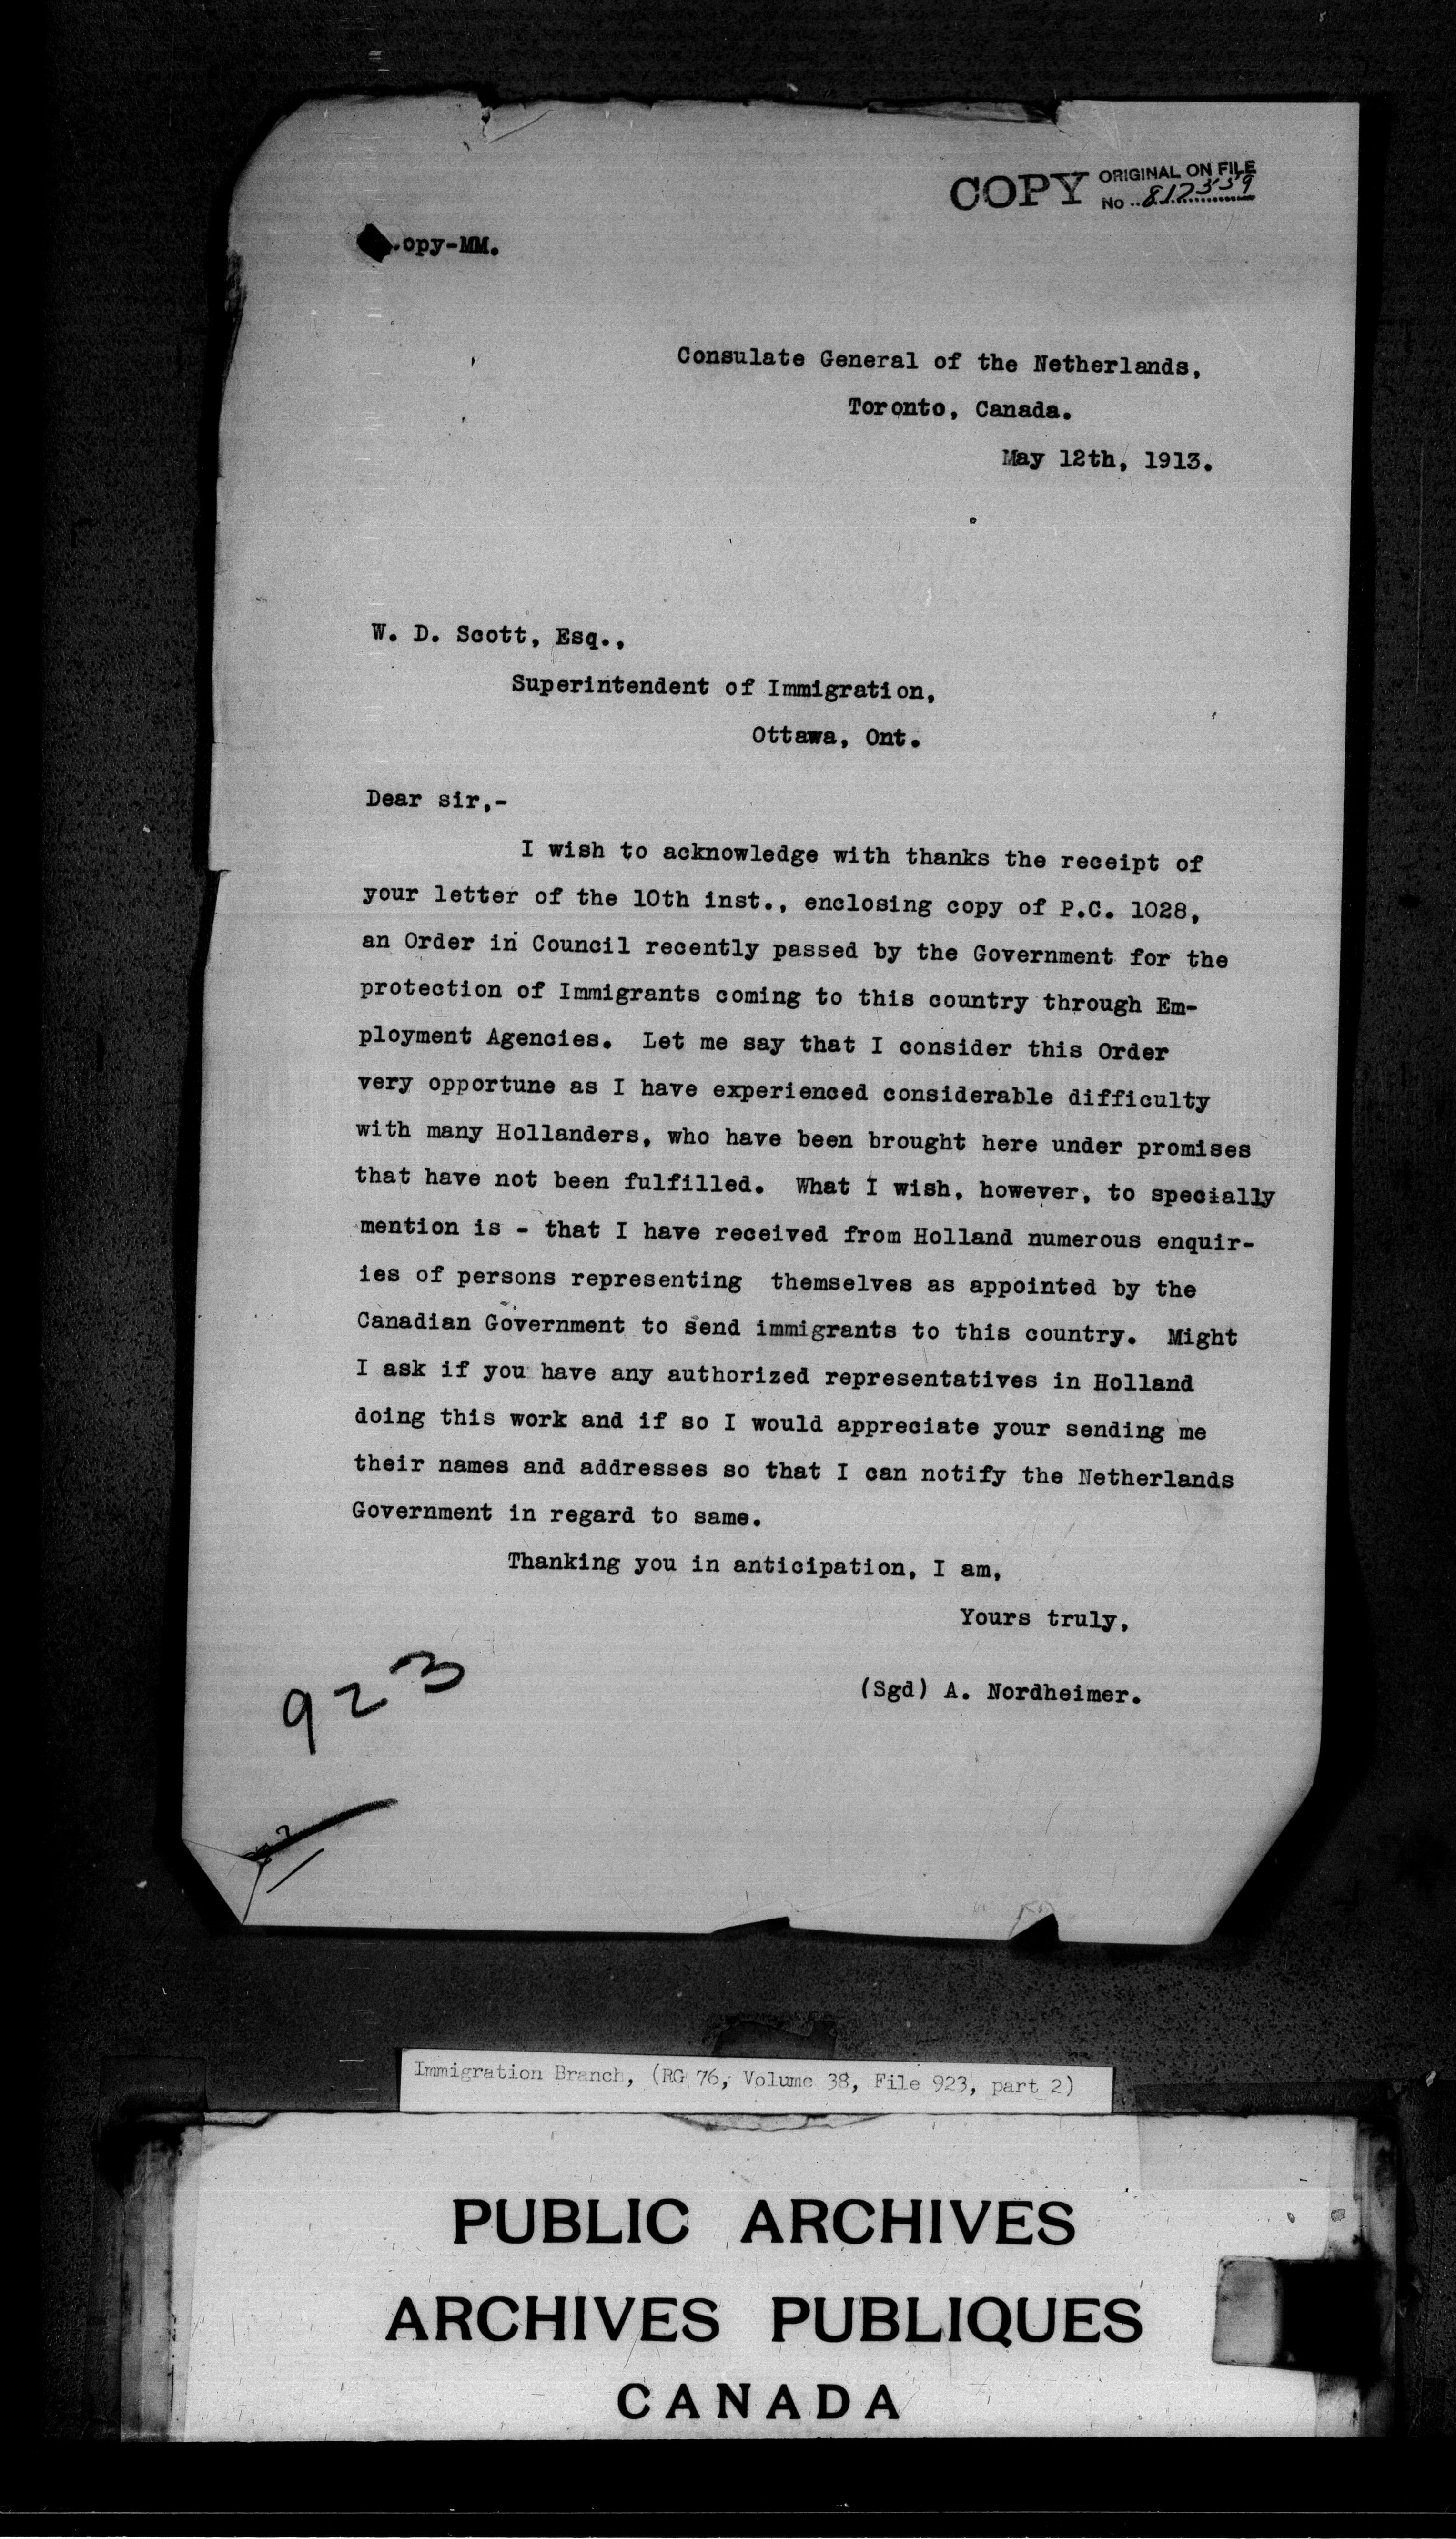 COPY ORIGINAL ON FILE
No .. 812339
opy-MM.
Consulate General of the Netherlands,
Toronto, Canada.
May 12th, 1913.
W. D. Scott, Esq.,
Superintendent of Immigration,
Ottawa, Ont.
Dear sir,-
I wish to acknowledge with thanks the receipt of
your letter of the 10th inst., enclosing copy of P.C. 1028,
an Order in Council recently passed by the Government for the
protection of Immigrants coming to this country through Em-
ployment Agencies. Let me say that I consider this Order
very opportune as I have experienced considerable difficulty
with many Hollanders, who have been brought here under promises
that have not been fulfilled. What I wish, however, to specially
mention is - that I have received from Holland numerous enquir-
ies of persons representing themselves as appointed by the
Canadian Government to send immigrants to this country. Might
I ask if you have any authorized representatives in Holland
doing this work and if so I would appreciate your sending me
their names and addresses so that I can notify the Netherlands
Government in regard to same.
Thanking you in anticipation, I am,
Yours truly,
(Sgd) A. Nordheimer.
923
Immigration Branch, (RG 76, Volume 38, File 923, part 2)
PUBLIC ARCHIVES
ARCHIVES PUBLIQUES
CANADA